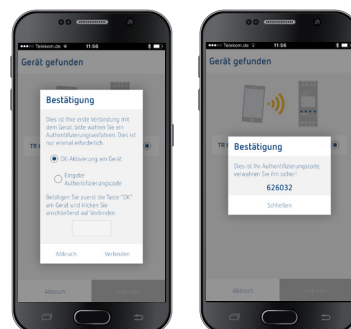 Telekom.de 11:56
Gerät gefunden
Bestätigung
Dies ist Ihre erste Verbindung mit
dem Gerät, bitte wählen Sie ein
Authentifizierungsverfahren. Dies ist
nur einmal erforderlich.
OK-Aktivierung am Gerät
Eingabe
Authentifizierungscode
Betätigen Sie zuerst die Taste "OK"
am Gerät und klicken Sie
anschließend auf Verbinden
Abbruch Verbinden
Abbruch
Telekom.de 11:56
Gerät gefunden
Bestätigung
Dies ist Ihr Authentifizierungscode,
verwahren Sie ihn sicher!
626032
Schließen
Abbruch